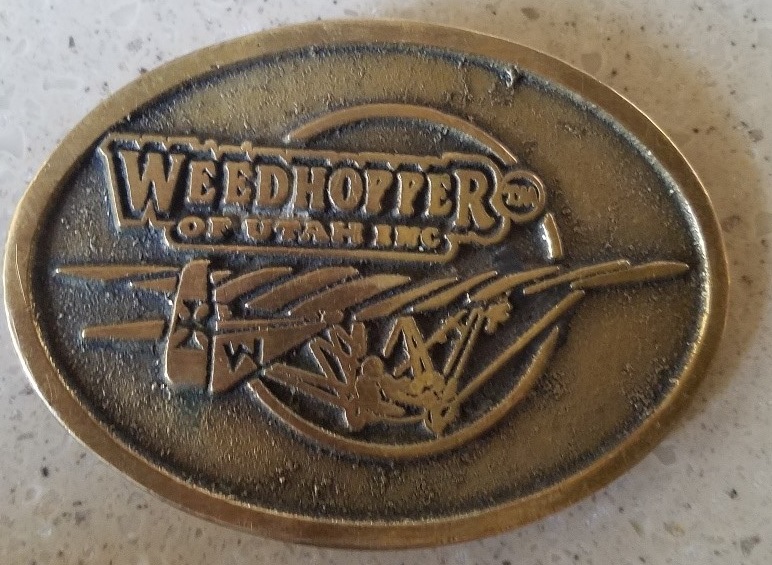 WEEDHOPPER TM
OF UTAH INC
W